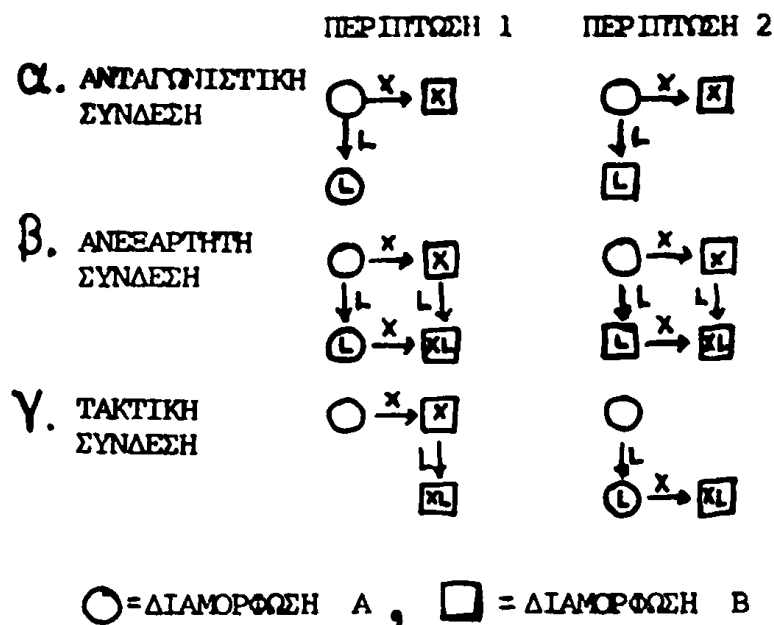 ΠΕΡΙΠΤΩΣΗ 1 ΠΕΡΙΠΤΩΣΗ 2
α. ΑΝΤΑΓΩΝΙΣΤΙΚΗ
ΣΥΝΔΕΣΗ
X X X X
L L
L L
β. ΑΝΕΞΑΡΤΗΤΗ
ΣΥΝΔΕΣΗ
X X X X
L L L L
L X XL L X XL
γ. ΤΑΚΤΙΚΗ
ΣΥΝΔΕΣΗ
X X
L L
XL L X XL
=ΔΙΑΜΟΡΦΩΣΗ Α , = ΔΙΑΜΟΡΦΩΣΗ Β